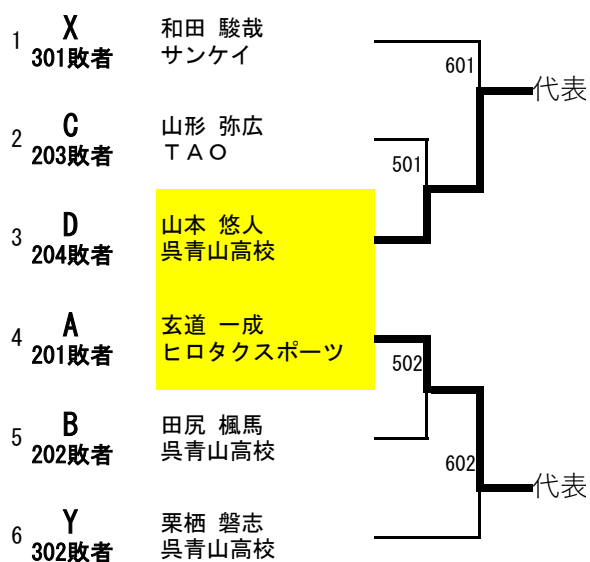 1 X 和田 駿哉
301敗者 サンケイ
601
代表
2 C 山形 弥広
203敗者 TAO
501
3 D 山本 悠人
204敗者 呉青山高校
4 A 玄道 一成
201敗者 ヒロタクスポーツ
502
5 B 田尻 楓馬
202敗者 呉青山高校
602
代表
6 Y 栗栖 磐志
302敗者 呉青山高校